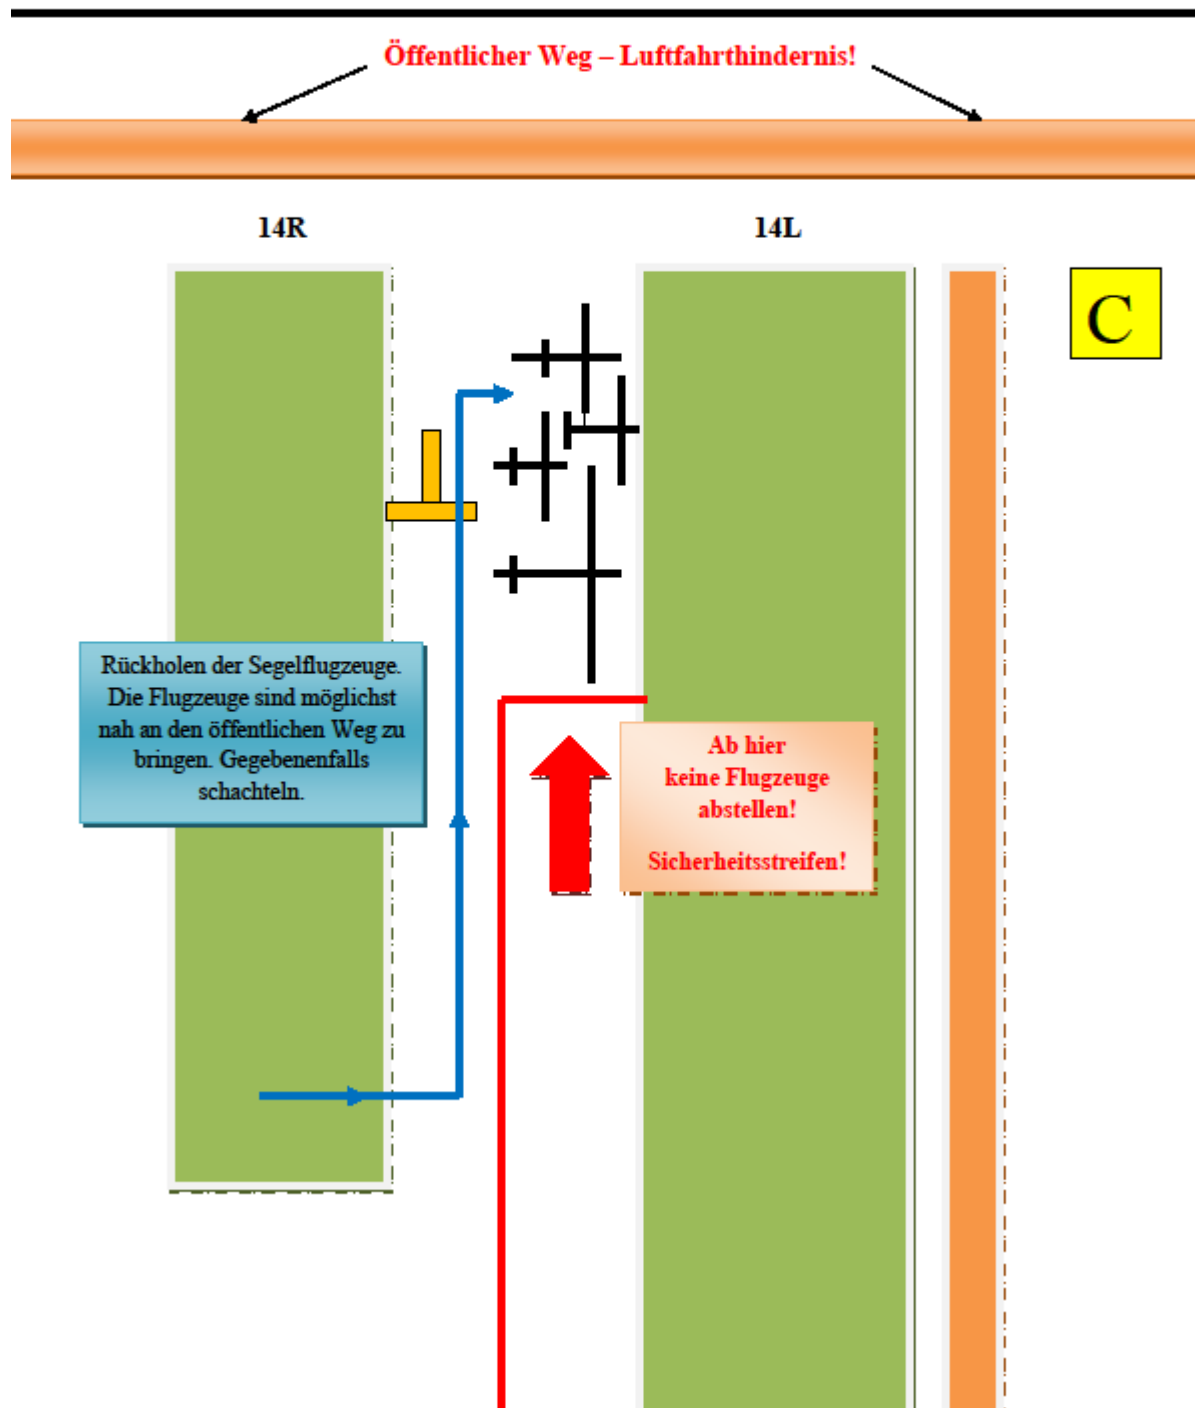 Öffentlicher Weg – Luftfahrthindernis!
14R
14L
C
Rückholen der Segelflugzeuge.
Die Flugzeuge sind möglichst
nah an den öffentlichen Weg zu
bringen. Gegebenenfalls
schachteln.
Ab hier
keine Flugzeuge
abstellen!
Sicherheitsstreifen!